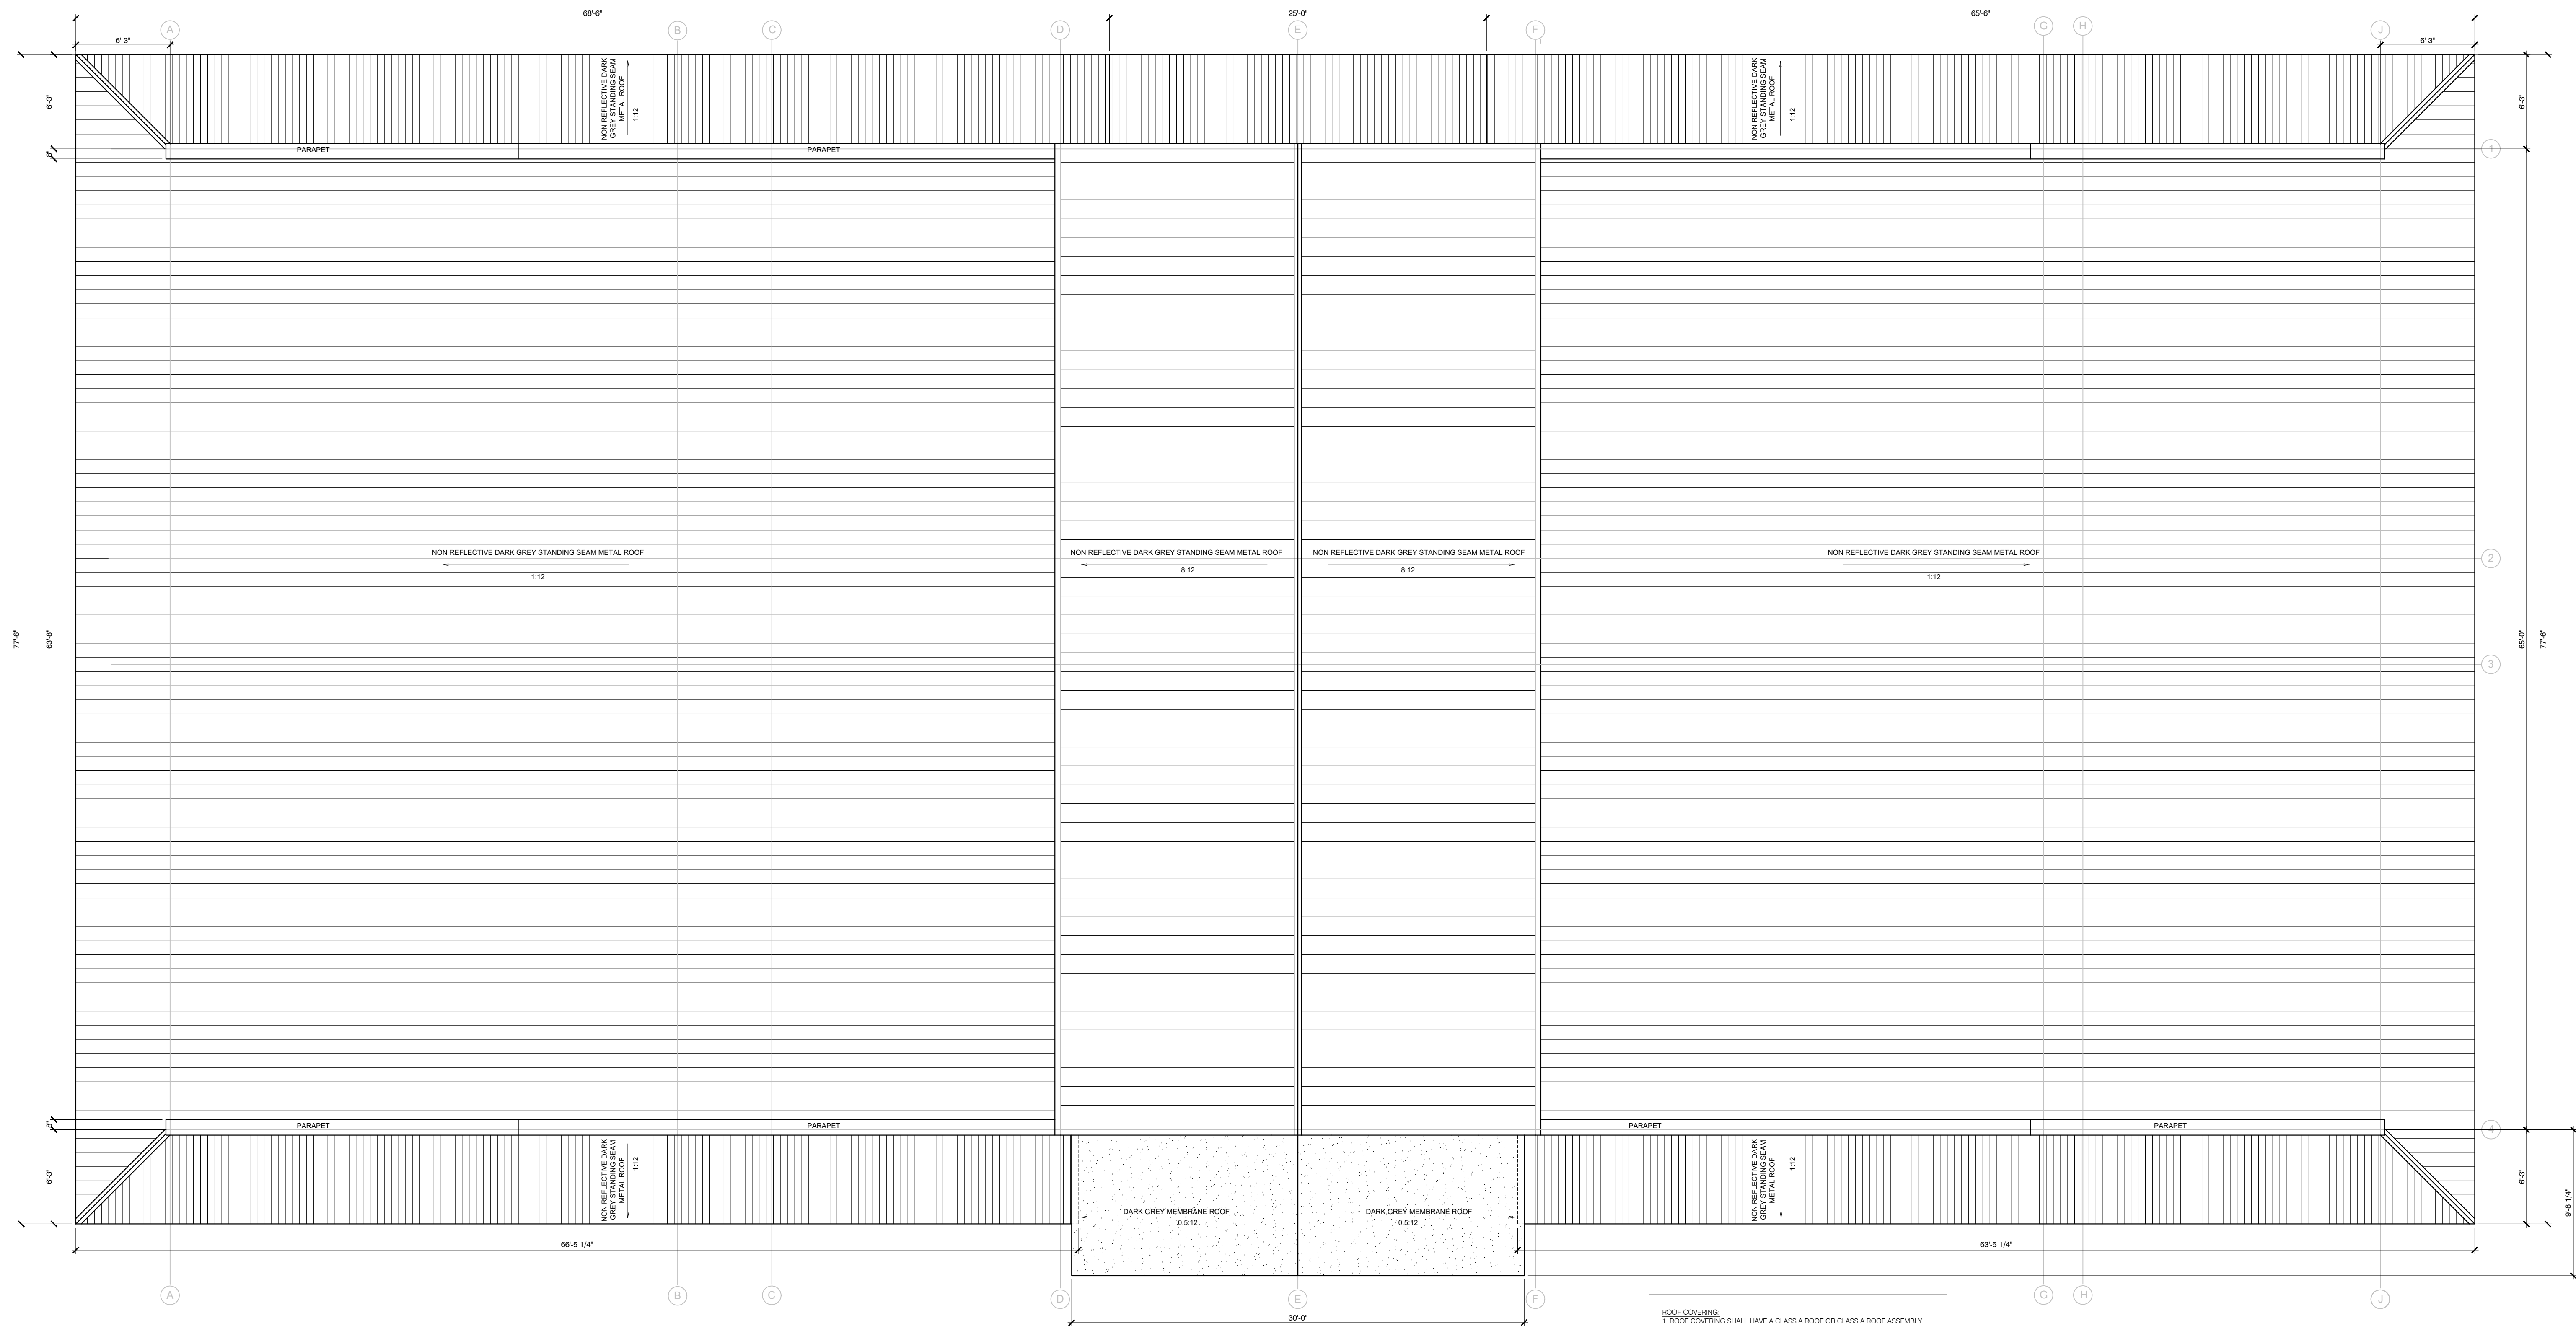 68'-6"
25'-0"
65'-6"
A
B
C
D
E
F
G
H
J
6'-3"
6'-3"
NON REFLECTIVE DARK
GREY STANDING SEAM
METAL ROOF
1:12
NON REFLECTIVE DARK
GREY STANDING SEAM
METAL ROOF
1:12
6'-3"
6'-3"
8"
PARAPET
PARAPET
1
NON REFLECTIVE DARK GREY STANDING SEAM METAL ROOF
1:12
NON REFLECTIVE DARK GREY STANDING SEAM METAL ROOF
8:12
NON REFLECTIVE DARK GREY STANDING SEAM METAL ROOF
8:12
NON REFLECTIVE DARK GREY STANDING SEAM METAL ROOF
1:12
2
77'-6"
63'-8"
65'-0"
77'-6"
3
8"
PARAPET
PARAPET
PARAPET
PARAPET
4
6'-3"
NON REFLECTIVE DARK
GREY STANDING SEAM
METAL ROOF
1:12
NON REFLECTIVE DARK
GREY STANDING SEAM
METAL ROOF
1:12
6'-3"
9'-8 1/4"
DARK GREY MEMBRANE ROOF
0.5:12
DARK GREY MEMBRANE ROOF
0.5:12
66'-5 1/4"
63'-5 1/4"
A
B
C
D
E
F
G
H
J
30'-0"
ROOF COVERING:
1. ROOF COVERING SHALL HAVE A CLASS A ROOF OR CLASS A ROOF ASSEMBLY